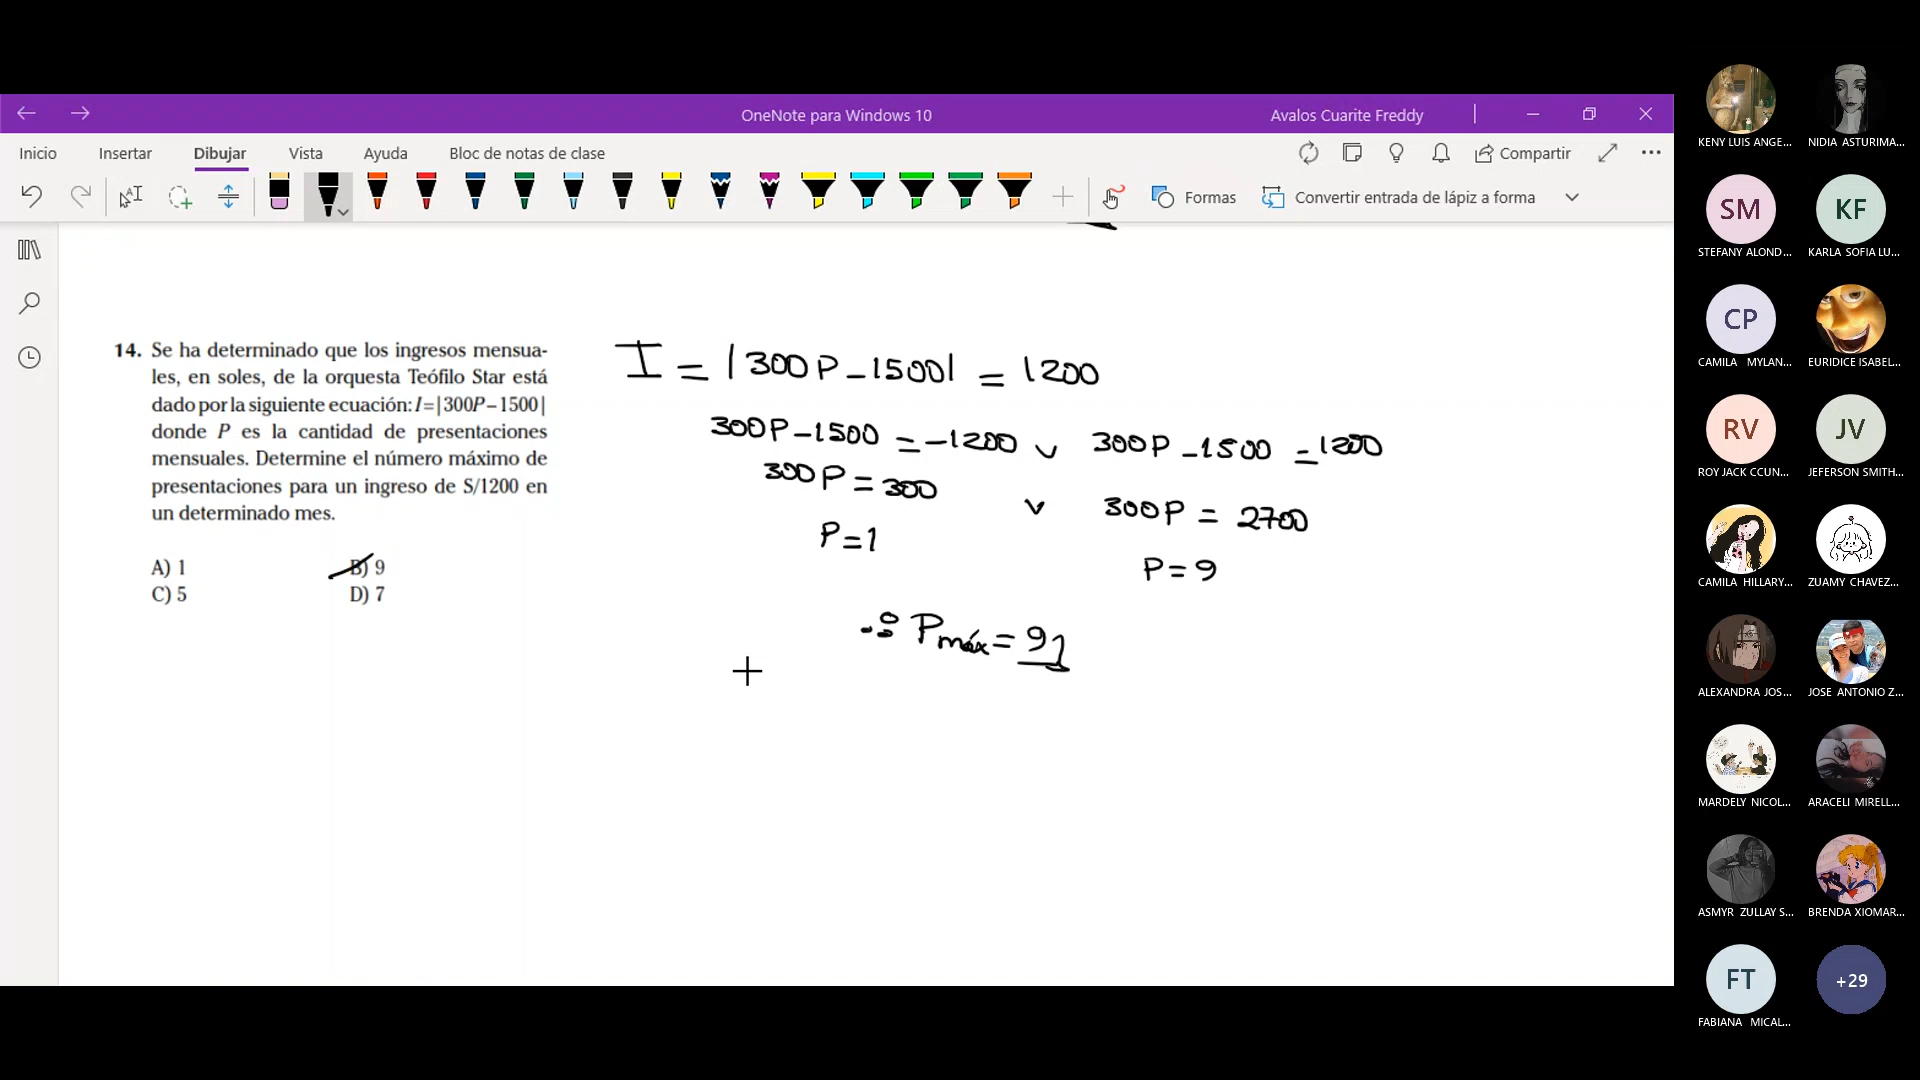 OneNote para Windows 10
Avalos Cuarite Freddy
Inicio Insertar Dibujar Vista Ayuda Bloc de notas de clase
Compartir
Formas Convertir entrada de lápiz a forma
14. Se ha determinado que los ingresos mensua-
les, en soles, de la orquesta Teófilo Star está
dado por la siguiente ecuación: I=|300P–1500|
donde P es la cantidad de presentaciones
mensuales. Determine el número máximo de
presentaciones para un ingreso de S/1200 en
un determinado mes.
A) 1 B) 9
C) 5 D) 7
I = |300P-1500| = 1200
300P-1500 = -1200 ∨ 300P-1500 = 1200
300P = 300 ∨ 300P = 2700
P=1
P=9
∴ Pmáx = 9
KENY LUIS ANGE... NIDIA ASTURIMA...
SM KF
STEFANY ALOND... KARLA SOFIA LU...
CP
CAMILA MYLAN... EURIDICE ISABEL...
RV JV
ROY JACK CCUN... JEFERSON SMITH...
CAMILA HILLARY... ZUAMY CHAVEZ...
ALEXANDRA JOS... JOSE ANTONIO Z...
MARDELY NICOL... ARACELI MIRELL...
ASMYR ZULLAY S... BRENDA XIOMAR...
FT +29
FABIANA MICAL...